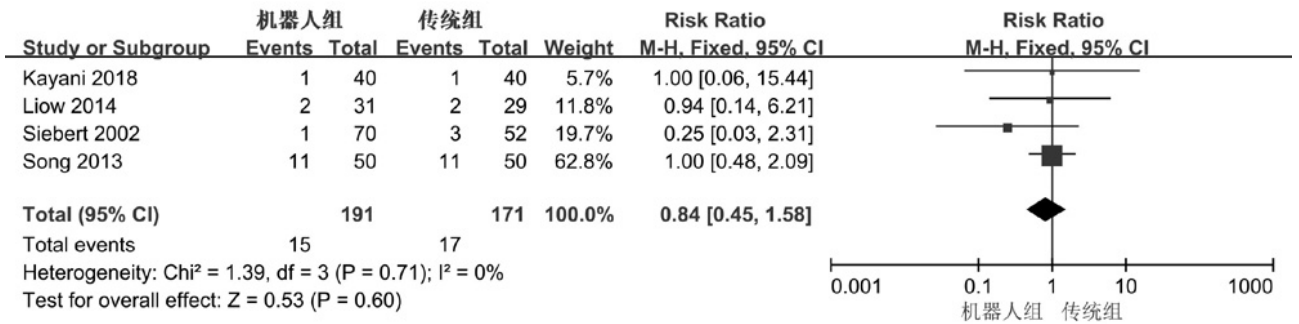 机器人组 传统组 Risk Ratio Risk Ratio
Study or Subgroup Events Total Events Total Weight M-H, Fixed, 95% CI M-H, Fixed, 95% CI
Kayani 2018 1 40 1 40 5.7% 1.00 [0.06, 15.44]
Liow 2014 2 31 2 29 11.8% 0.94 [0.14, 6.21]
Siebert 2002 1 70 3 52 19.7% 0.25 [0.03, 2.31]
Song 2013 11 50 11 50 62.8% 1.00 [0.48, 2.09]
Total (95% CI) 191 171 100.0% 0.84 [0.45, 1.58]
Total events 15 17
Heterogeneity: Chi² = 1.39, df = 3 (P = 0.71); I² = 0%
Test for overall effect: Z = 0.53 (P = 0.60)
0.001 0.1 1 10 1000
机器人组 传统组